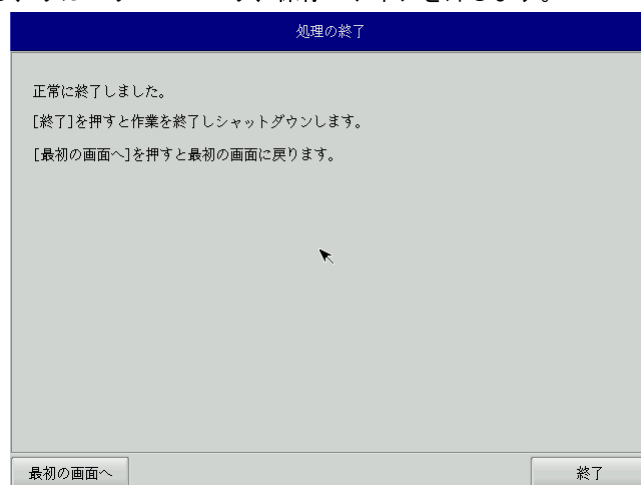 処理の終了
正常に終了しました。
[終了]を押すと作業を終了しシャットダウンします。
[最初の画面へ]を押すと最初の画面に戻ります。
最初の画面へ
終了